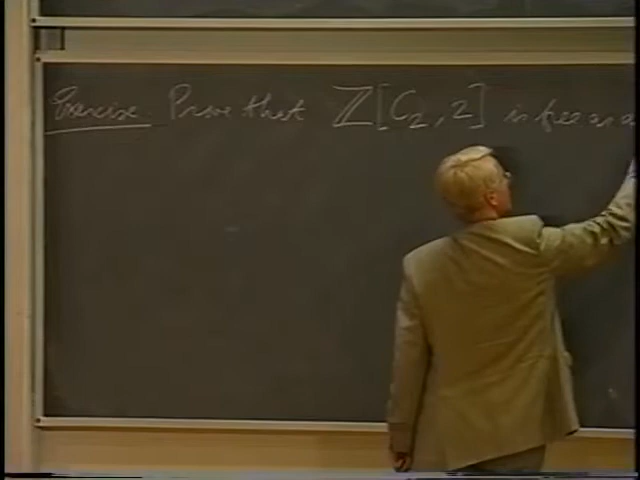 Exercise. Prove that ℤ[C₂, 2] is free as a